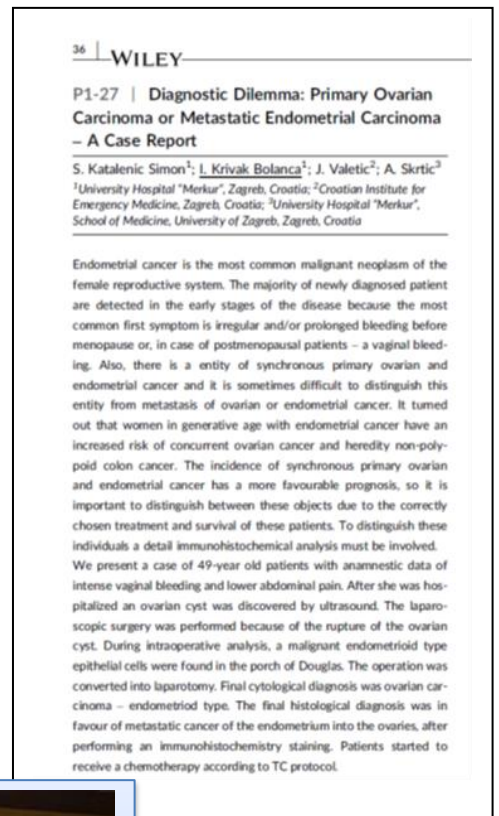 36 WILEY
P1-27 | Diagnostic Dilemma: Primary Ovarian
Carcinoma or Metastatic Endometrial Carcinoma
– A Case Report
S. Katalenic Simon¹; I. Krivak Bolanca¹; J. Valetic²; A. Skrtic³
¹University Hospital "Merkur", Zagreb, Croatia; ²Croatian Institute for
Emergency Medicine, Zagreb, Croatia; ³University Hospital "Merkur",
School of Medicine, University of Zagreb, Zagreb, Croatia
Endometrial cancer is the most common malignant neoplasm of the
female reproductive system. The majority of newly diagnosed patient
are detected in the early stages of the disease because the most
common first symptom is irregular and/or prolonged bleeding before
menopause or, in case of postmenopausal patients – a vaginal bleed-
ing. Also, there is a entity of synchronous primary ovarian and
endometrial cancer and it is sometimes difficult to distinguish this
entity from metastasis of ovarian or endometrial cancer. It turned
out that women in generative age with endometrial cancer have an
increased risk of concurrent ovarian cancer and heredity non-poly-
poid colon cancer. The incidence of synchronous primary ovarian
and endometrial cancer has a more favourable prognosis, so it is
important to distinguish between these objects due to the correctly
chosen treatment and survival of these patients. To distinguish these
individuals a detail immunohistochemical analysis must be involved.
We present a case of 49-year old patients with anamnestic data of
intense vaginal bleeding and lower abdominal pain. After she was hos-
pitalized an ovarian cyst was discovered by ultrasound. The laparo-
scopic surgery was performed because of the rupture of the ovarian
cyst. During intraoperative analysis, a malignant endometrioid type
epithelial cells were found in the porch of Douglas. The operation was
converted into laparotomy. Final cytological diagnosis was ovarian car-
cinoma – endometriod type. The final histological diagnosis was in
favour of metastatic cancer of the endometrium into the ovaries, after
performing an immunohistochemistry staining. Patients started to
receive a chemotherapy according to TC protocol.